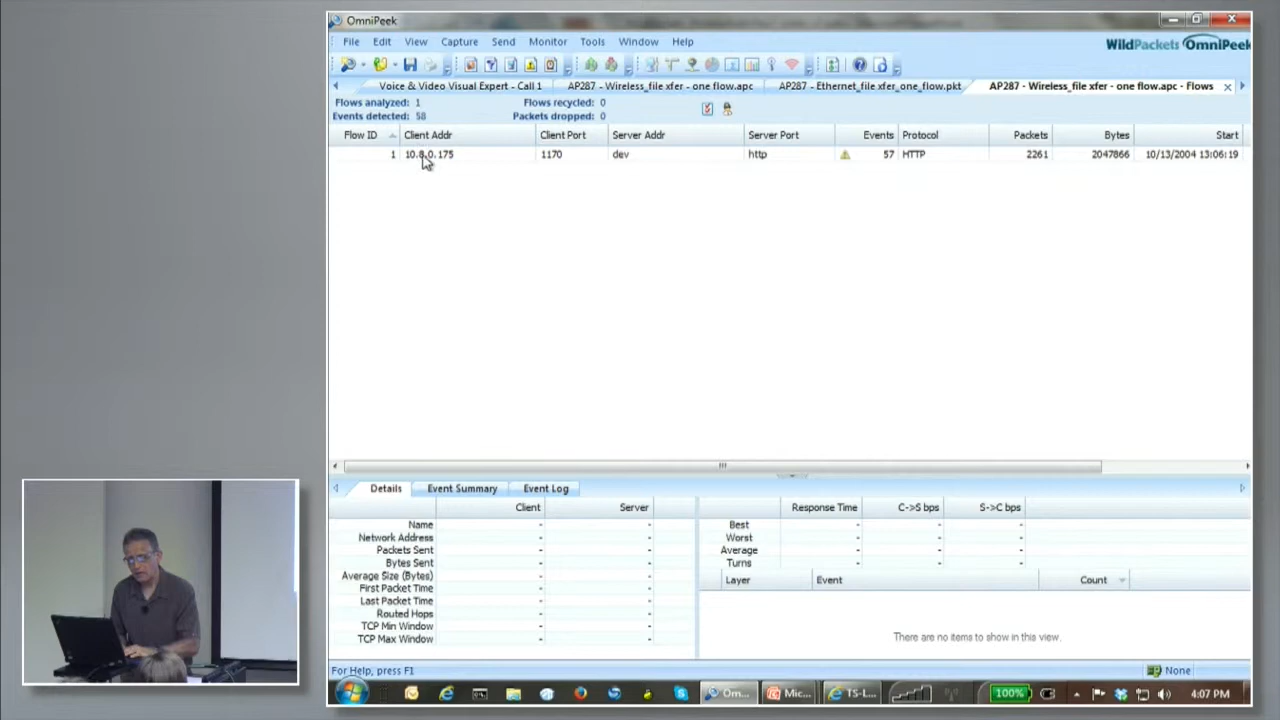 OmniPeek
File Edit View Capture Send Monitor Tools Window Help
WildPackets OmniPeek
Voice & Video Visual Expert - Call 1 AP287 - Wireless_file xfer - one flow.apc AP287 - Ethernet_file xfer_one_flow.pkt AP287 - Wireless_file xfer - one flow.apc - Flows
Flows analyzed: 1 Flows recycled: 0
Events detected: 58 Packets dropped: 0
Flow ID Client Addr Client Port Server Addr Server Port Events Protocol Packets Bytes Start
1 10.8.0.175 1170 dev http 57 HTTP 2261 2047866 10/13/2004 13:06:19
Details Event Summary Event Log
Client Server Response Time C->S bps S->C bps
Name - - Best - - -
Network Address - - Worst - - -
Packets Sent - - Average - - -
Bytes Sent - - Turns - - -
Average Size (Bytes) - - Layer Event Count
First Packet Time - -
Last Packet Time - -
Routed Hops - -
TCP Min Window - -
TCP Max Window - -
There are no items to show in this view.
For Help, press F1 None
Om... Mic... TS-L... 100% 4:07 PM